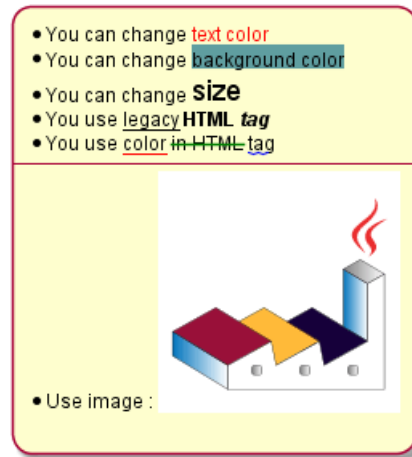 You can change text color
You can change background color
You can change size
You use legacy HTML tag
You use color in HTML tag
Use image :